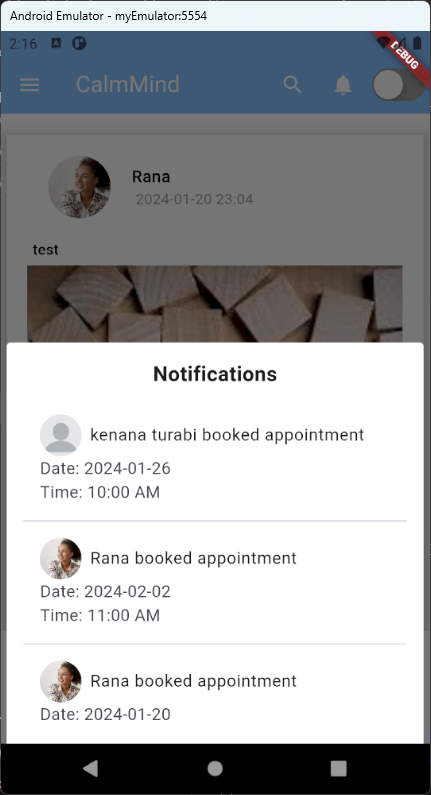 Android Emulator - myEmulator:5554
2:16
DEBUG
CalmMind
Rana
2024-01-20 23:04
test
Notifications
kenana turabi booked appointment
Date: 2024-01-26
Time: 10:00 AM
Rana booked appointment
Date: 2024-02-02
Time: 11:00 AM
Rana booked appointment
Date: 2024-01-20